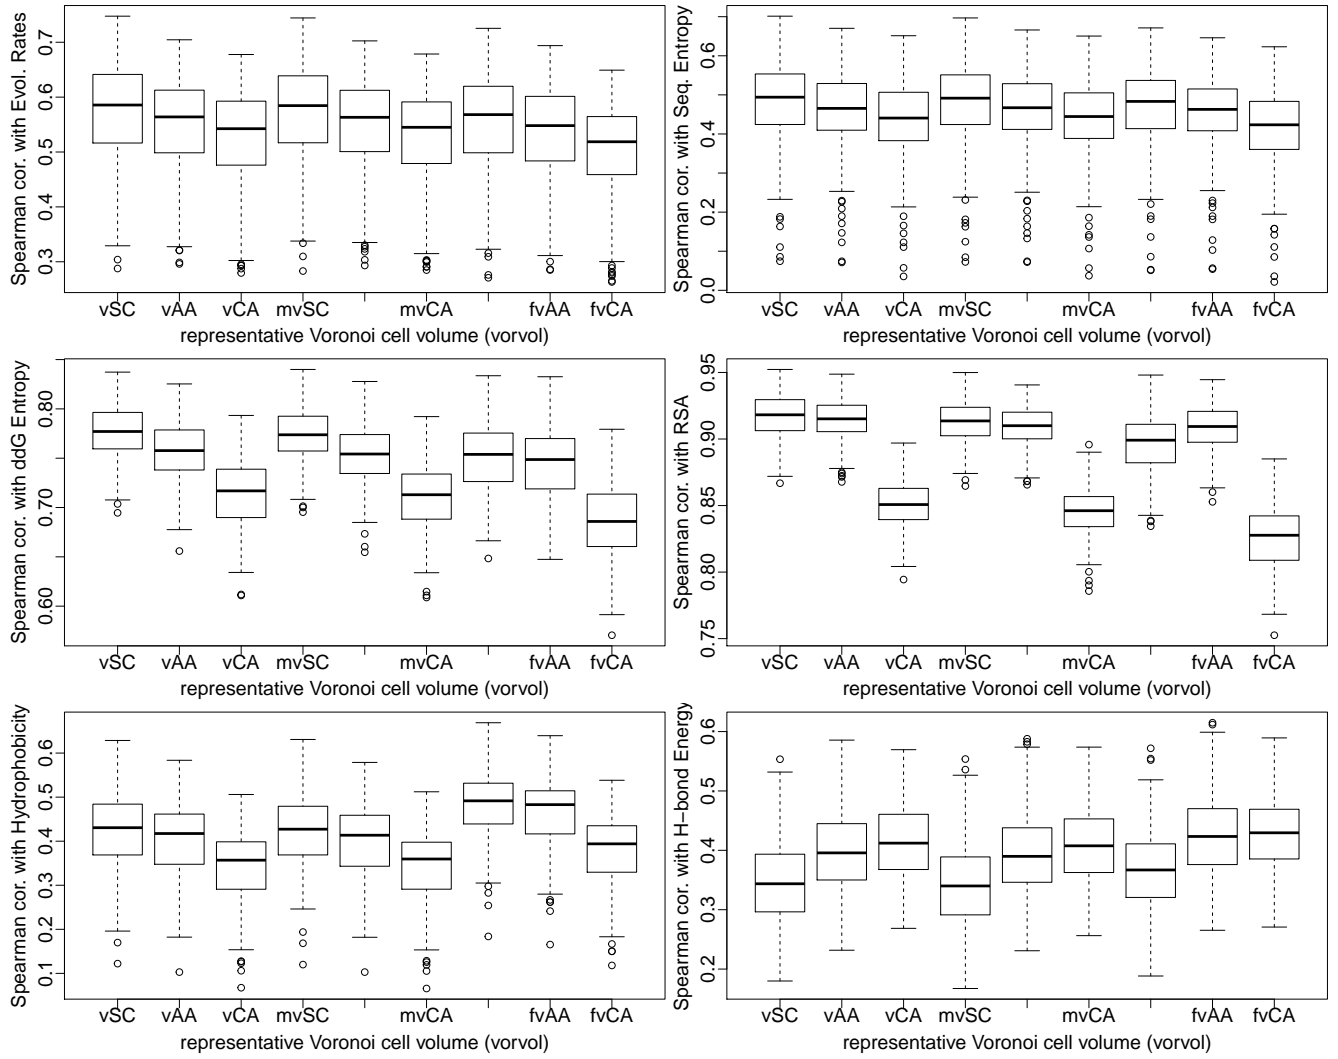 Spearman cor. with Evol. Rates
0.7
0.6
0.5
0.4
0.3
vSC vAA vCA mvSC mvCA fvAA fvCA
representative Voronoi cell volume (vorvol)
Spearman cor. with Seq. Entropy
0.6
0.4
0.2
0.0
vSC vAA vCA mvSC mvCA fvAA fvCA
representative Voronoi cell volume (vorvol)
Spearman cor. with ddG Entropy
0.80
0.70
0.60
vSC vAA vCA mvSC mvCA fvAA fvCA
representative Voronoi cell volume (vorvol)
Spearman cor. with RSA
0.95
0.90
0.85
0.80
0.75
vSC vAA vCA mvSC mvCA fvAA fvCA
representative Voronoi cell volume (vorvol)
Spearman cor. with Hydrophobicity
0.6
0.5
0.4
0.3
0.2
0.1
vSC vAA vCA mvSC mvCA fvAA fvCA
representative Voronoi cell volume (vorvol)
Spearman cor. with H−bond Energy
0.6
0.5
0.4
0.3
0.2
vSC vAA vCA mvSC mvCA fvAA fvCA
representative Voronoi cell volume (vorvol)